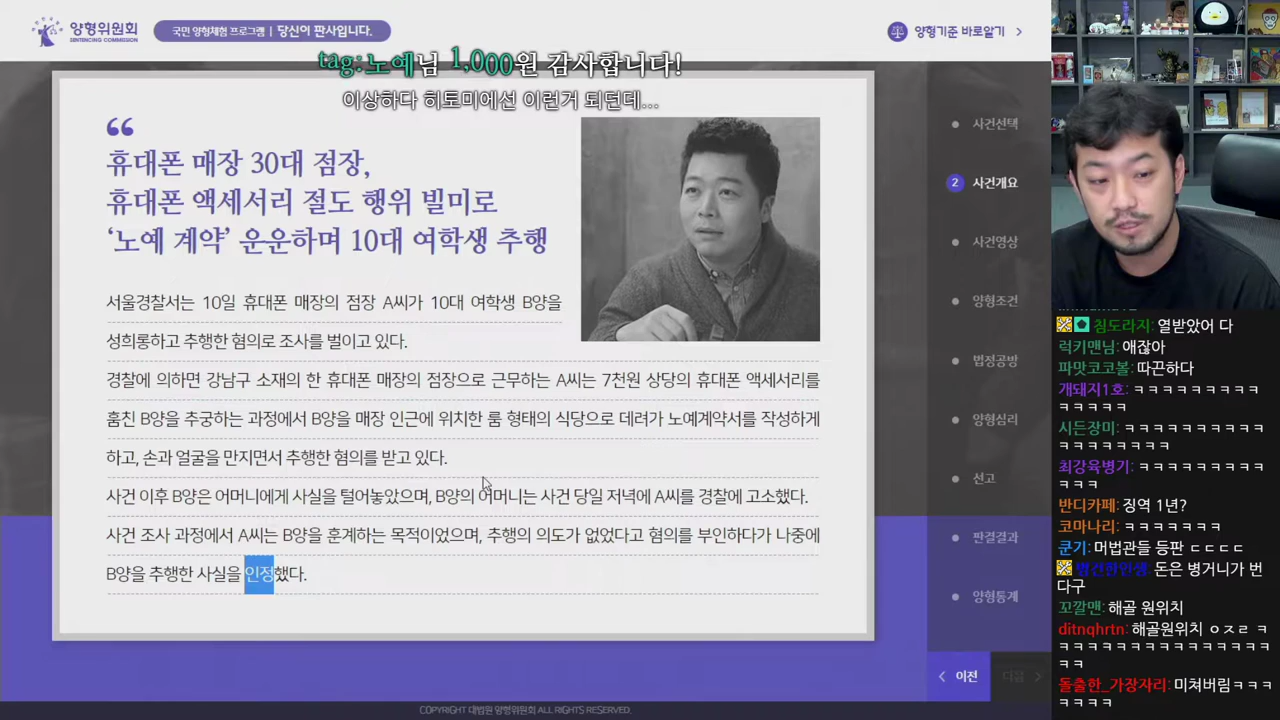 양형위원회
SENTENCING COMMISSION
국민 양형체험 프로그램 | 당신이 판사입니다.
양형기준 바로알기
tag:노예님 1,000원 감사합니다!
이상하다 히토미에선 이런거 되던데...
휴대폰 매장 30대 점장,
휴대폰 액세서리 절도 행위 빌미로
‘노예 계약’ 운운하며 10대 여학생 추행
서울경찰서는 10일 휴대폰 매장의 점장 A씨가 10대 여학생 B양을
성희롱하고 추행한 혐의로 조사를 벌이고 있다.
경찰에 의하면 강남구 소재의 한 휴대폰 매장의 점장으로 근무하는 A씨는 7천원 상당의 휴대폰 액세서리를
훔친 B양을 추궁하는 과정에서 B양을 매장 인근에 위치한 룸 형태의 식당으로 데려가 노예계약서를 작성하게
하고, 손과 얼굴을 만지면서 추행한 혐의를 받고 있다.
사건 이후 B양은 어머니에게 사실을 털어놓았으며, B양의 어머니는 사건 당일 저녁에 A씨를 경찰에 고소했다.
사건 조사 과정에서 A씨는 B양을 훈계하는 목적이었으며, 추행의 의도가 없었다고 혐의를 부인하다가 나중에
B양을 추행한 사실을 인정했다.
사건선택
2 사건개요
사건영상
양형조건
법정공방
양형심리
선고
판결결과
양형통계
이전
다음
COPYRIGHT 대법원 양형위원회 ALL RIGHTS RESERVED.
침도라지: 열받았어 다
럭키맨님: 애잖아
파맛코코볼: 따끈하다
개돼지1호: ㅋㅋㅋㅋㅋㅋㅋㅋㅋ
ㅋㅋㅋㅋㅋ
시든장미: ㅋㅋㅋㅋㅋㅋㅋㅋㅋㅋ
ㅋㅋㅋㅋㅋㅋㅋㅋ
최강육병기: ㅋㅋㅋㅋㅋㅋㅋㅋㅋ
ㅋㅋㅋ
반디카페: 징역 1년?
코마나리: ㅋㅋㅋㅋㅋㅋㅋ
쿤기: 머법관들 등판 ㄷㄷㄷㄷ
돈은 병거니가 번
다구
꼬깔맨: 해골 원위치
ditnqhrtn: 해골원위치 ㅇㅈㄹ ㅋ
ㅋㅋㅋㅋㅋㅋㅋㅋㅋㅋㅋㅋㅋㅋㅋ
ㅋㅋ
돌출한_가장자리: 미쳐버림ㅋㅋㅋ
ㅋㅋㅋㅋ